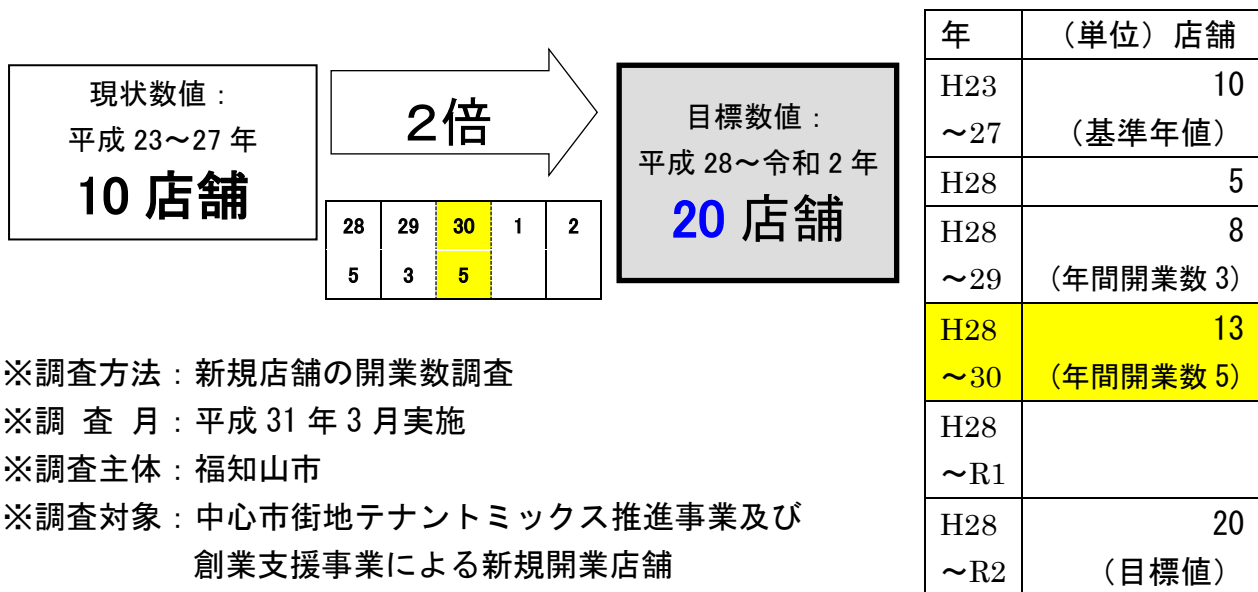 現状数値：
平成 23～27 年
10 店舗
２倍
28 29 30 1 2
5 3 5
目標数値：
平成 28～令和 2 年
20 店舗
※調査方法：新規店舗の開業数調査
※調 査 月：平成 31 年 3 月実施
※調査主体：福知山市
※調査対象：中心市街地テナントミックス推進事業及び
創業支援事業による新規開業店舗
年 （単位）店舗
H23 10
～27 （基準年値）
H28 5
H28 8
～29 （年間開業数 3）
H28 13
～30 （年間開業数 5）
H28
～R1
H28 20
～R2 （目標値）